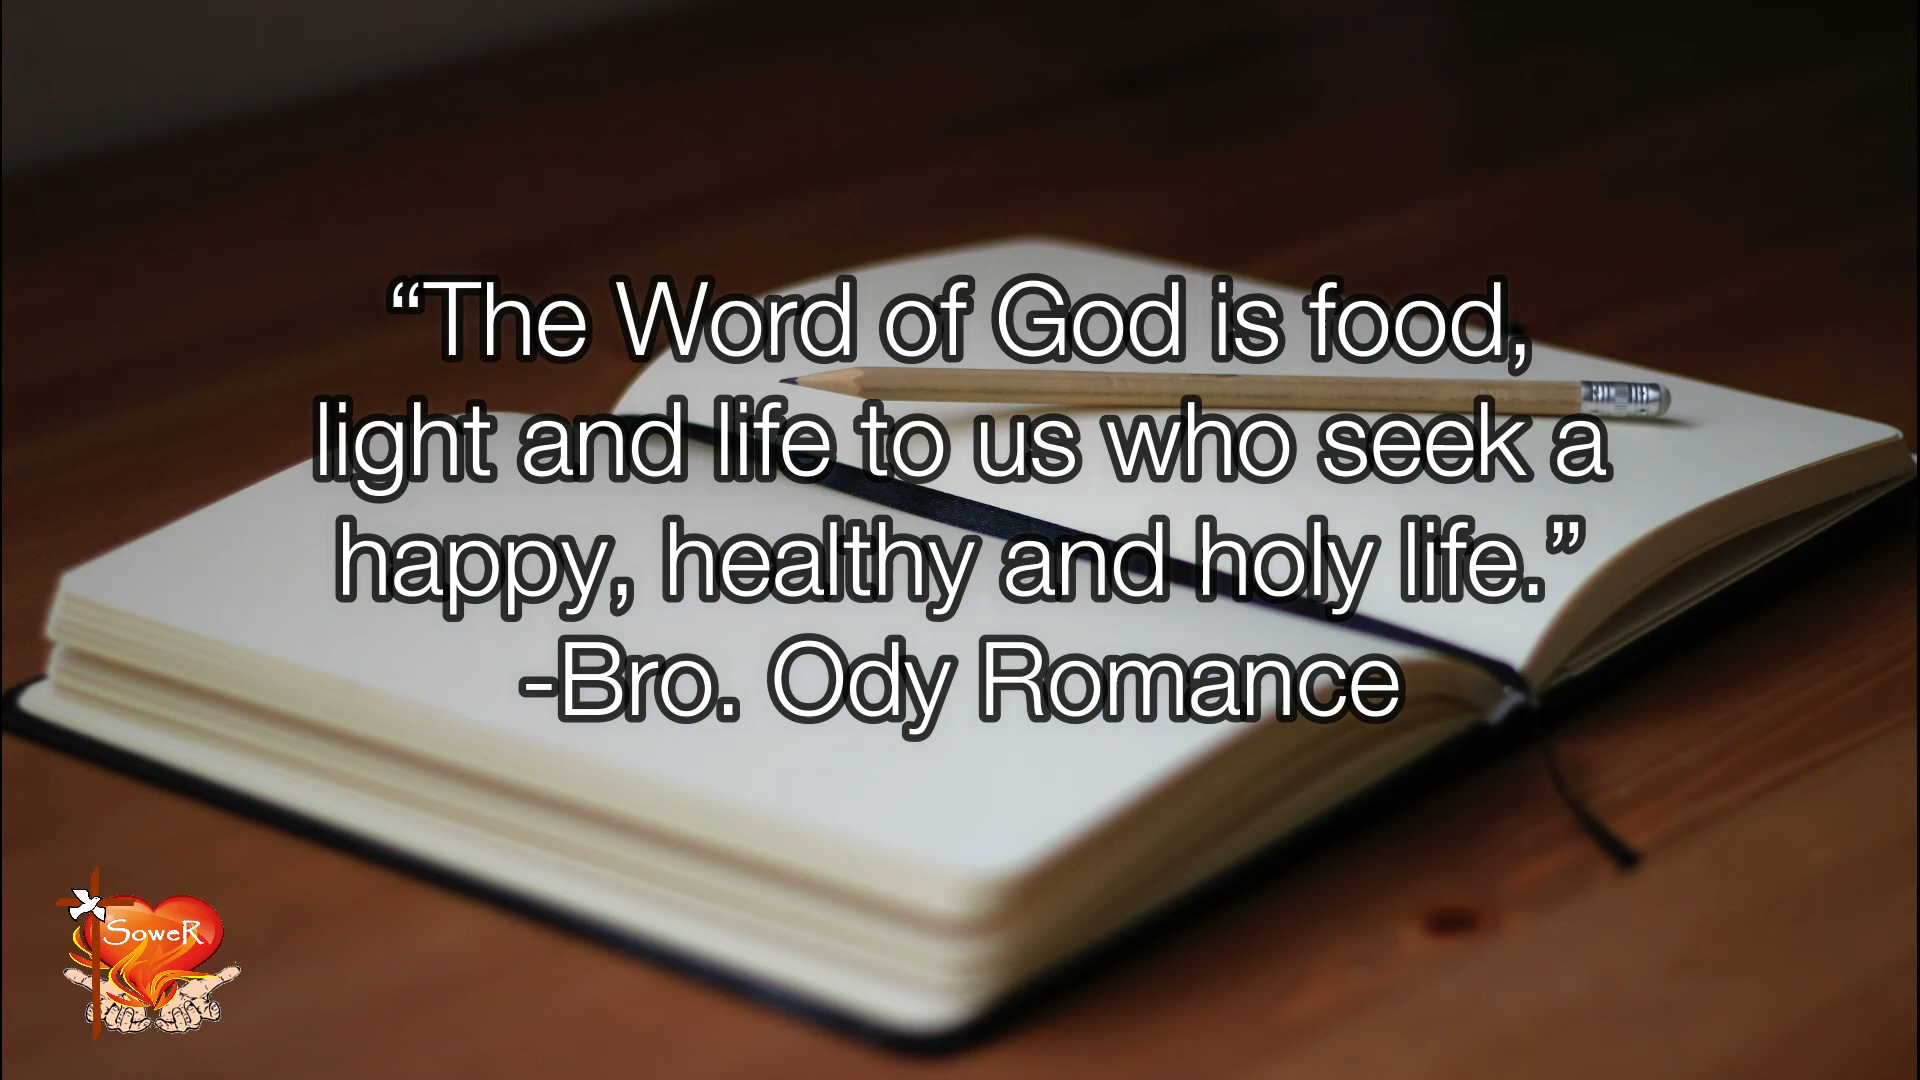 “The Word of God is food,
light and life to us who seek a
happy, healthy and holy life.”
-Bro. Ody Romance
SoweR